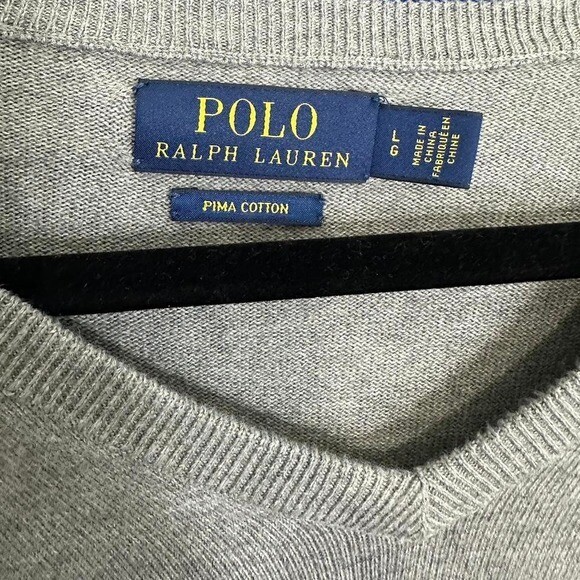 POLO
RALPH LAUREN
PIMA COTTON
L
G
MADE IN
CHINA
FABRIQUÉ EN
CHINE